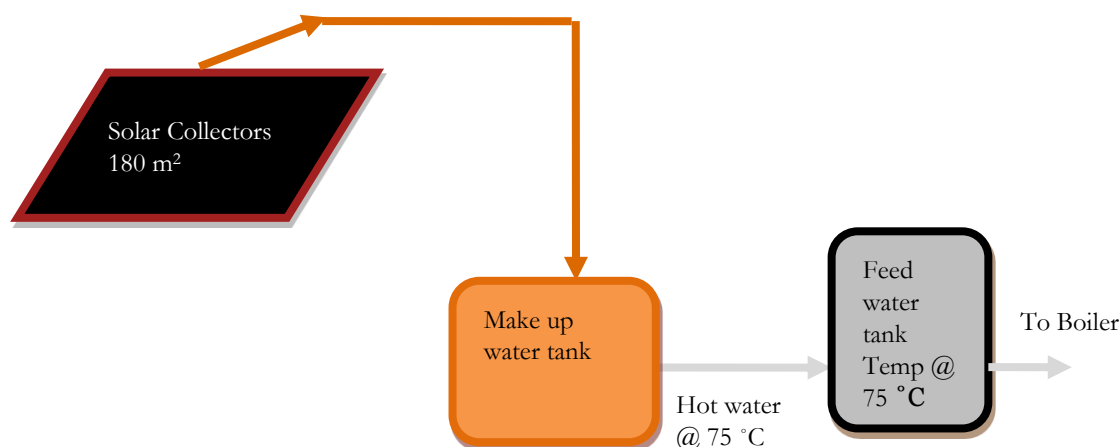 Solar Collectors
180 m²
Make up
water tank
Hot water
@ 75 ˚C
Feed
water
tank
Temp @
75 °C
To Boiler